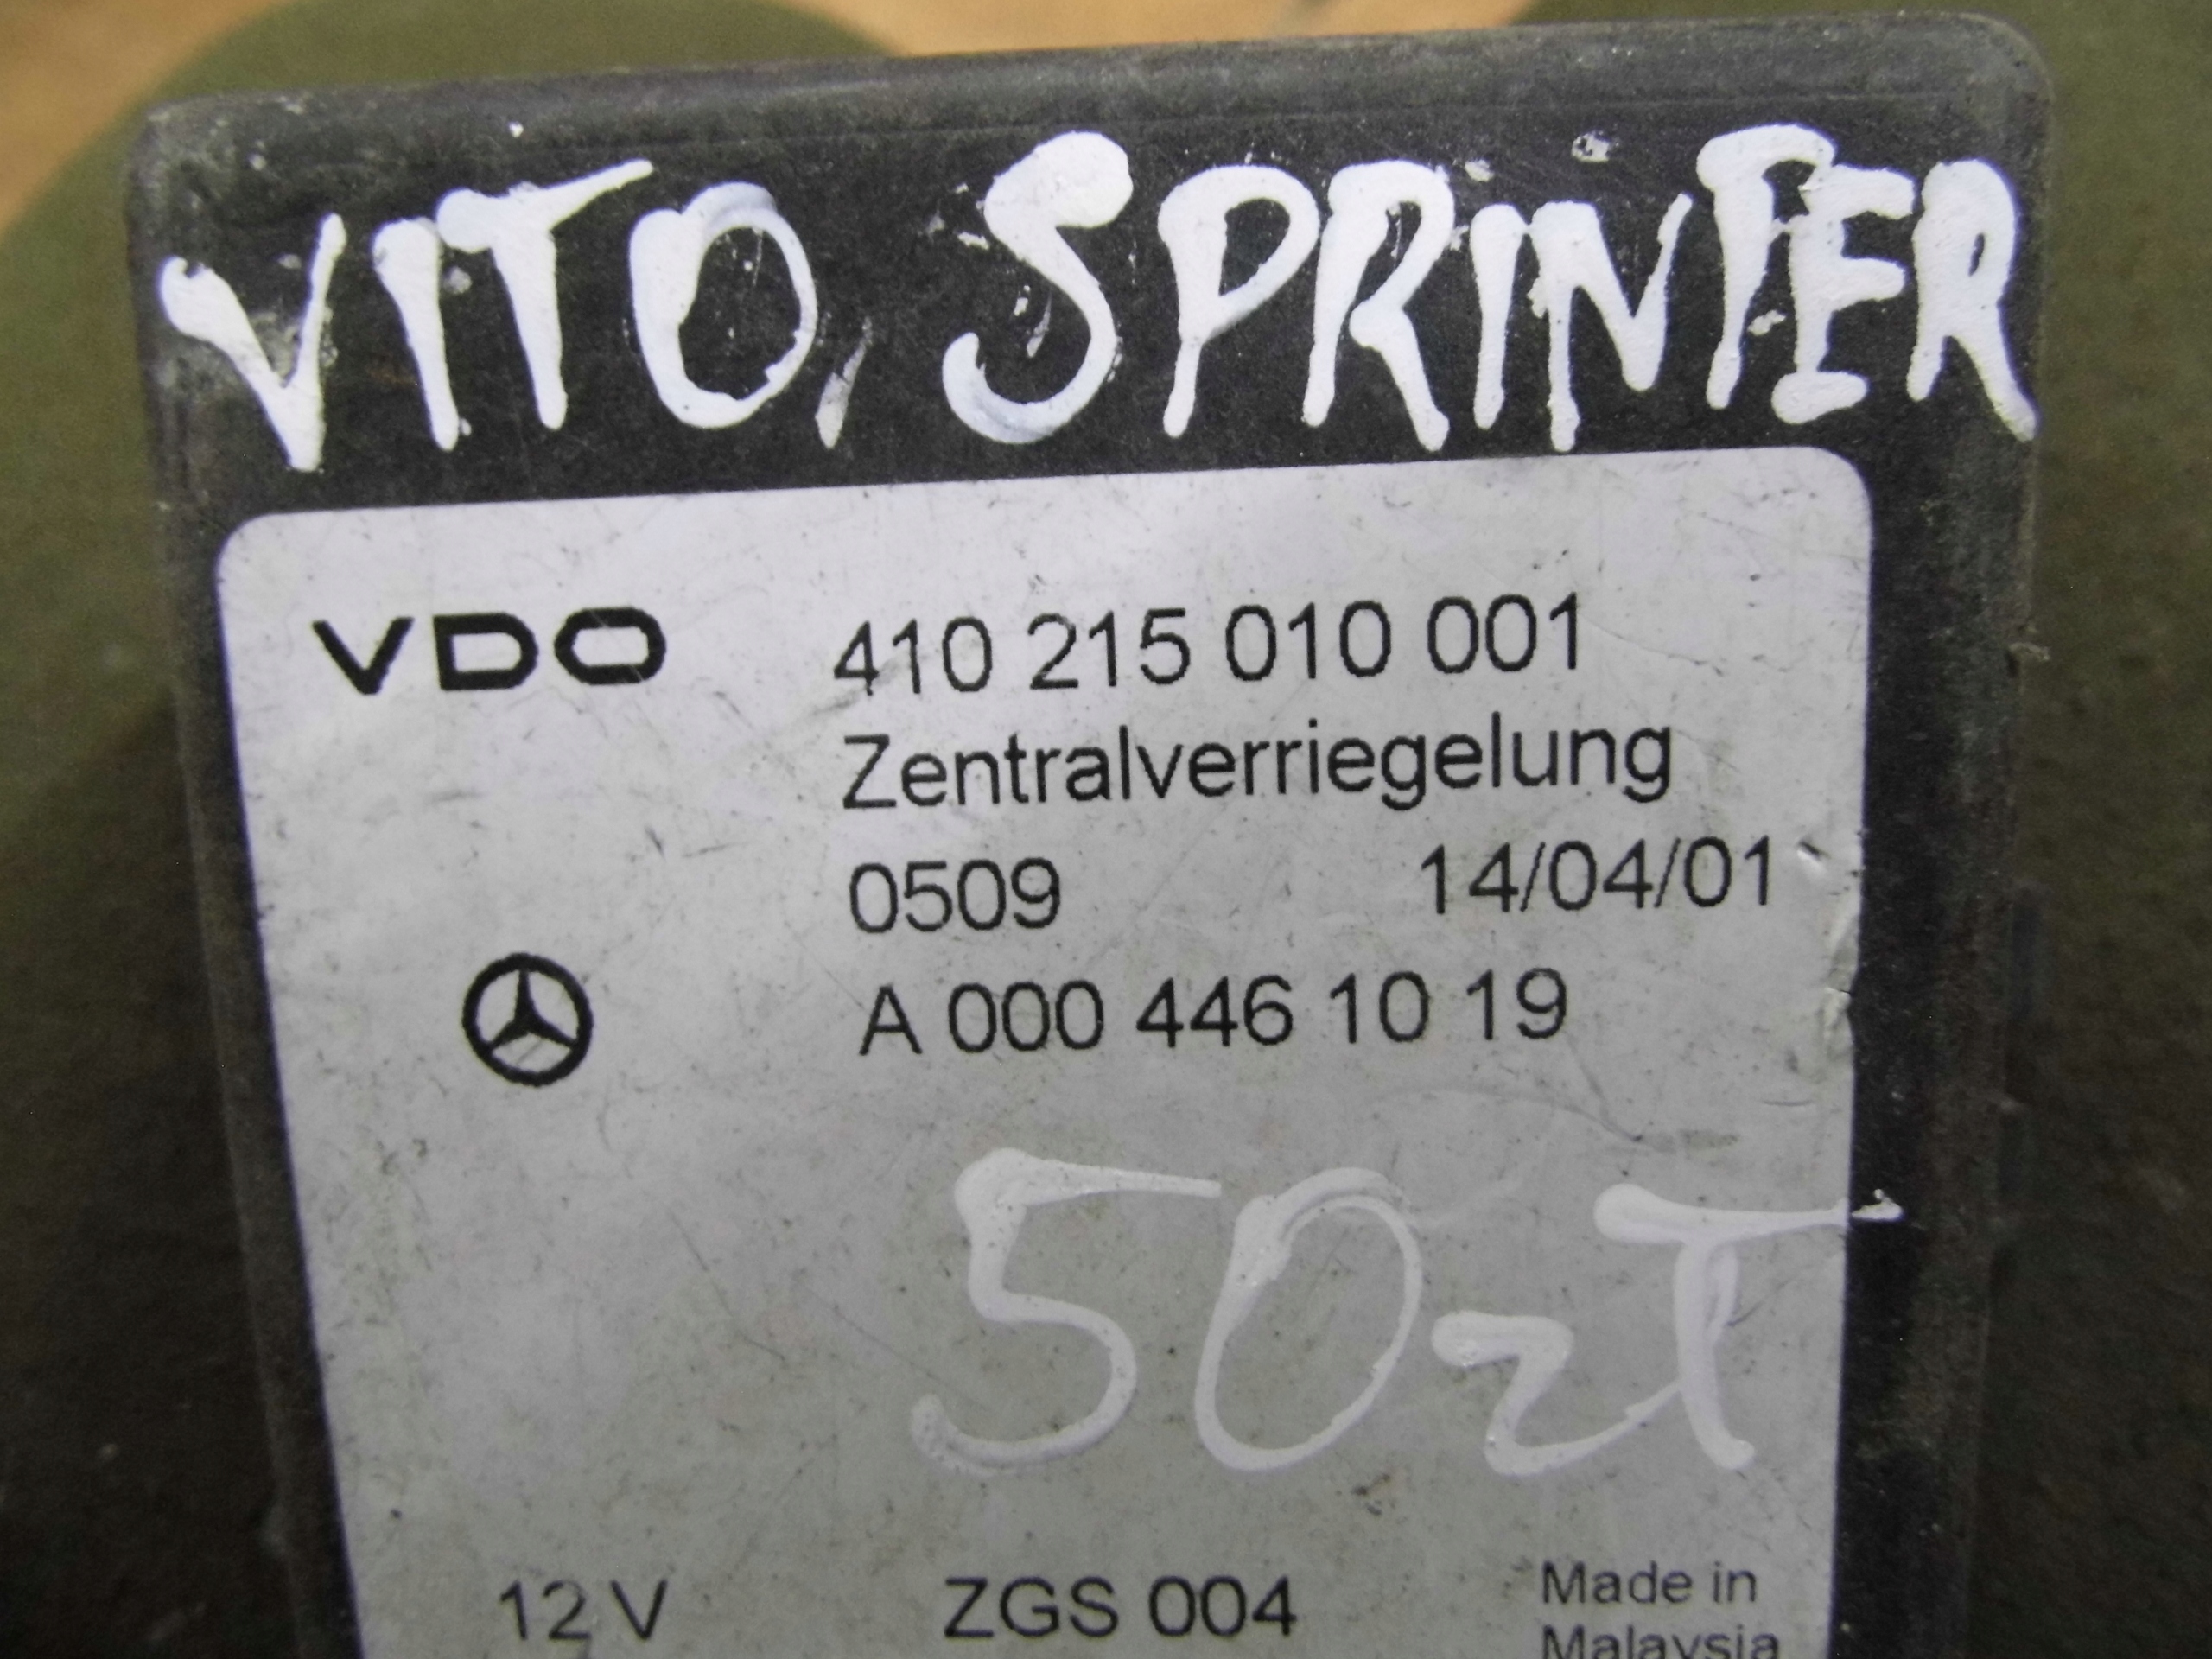 VITO, SPRINTER
VDO 410 215 010 001
Zentralverriegelung
0509 14/04/01
A 000 446 10 19
50zł
12 V ZGS 004 Made in
Malaysia